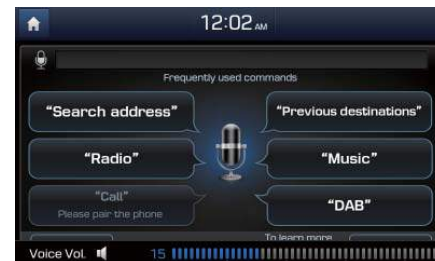 12:02 AM
Frequently used commands
"Search address"
"Previous destinations"
"Radio"
"Music"
"Call"
Please pair the phone
"DAB"
To learn more
Voice Vol.
15